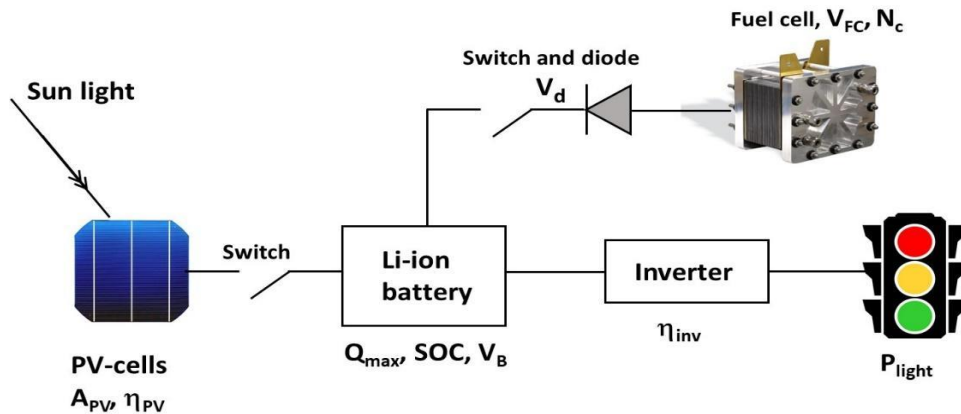 Fuel cell, V_FC, N_c
Switch and diode
V_d
Sun light
Switch
Li-ion
battery
Inverter
Q_max, SOC, V_B
η_inv
P_light
PV-cells
A_PV, η_PV